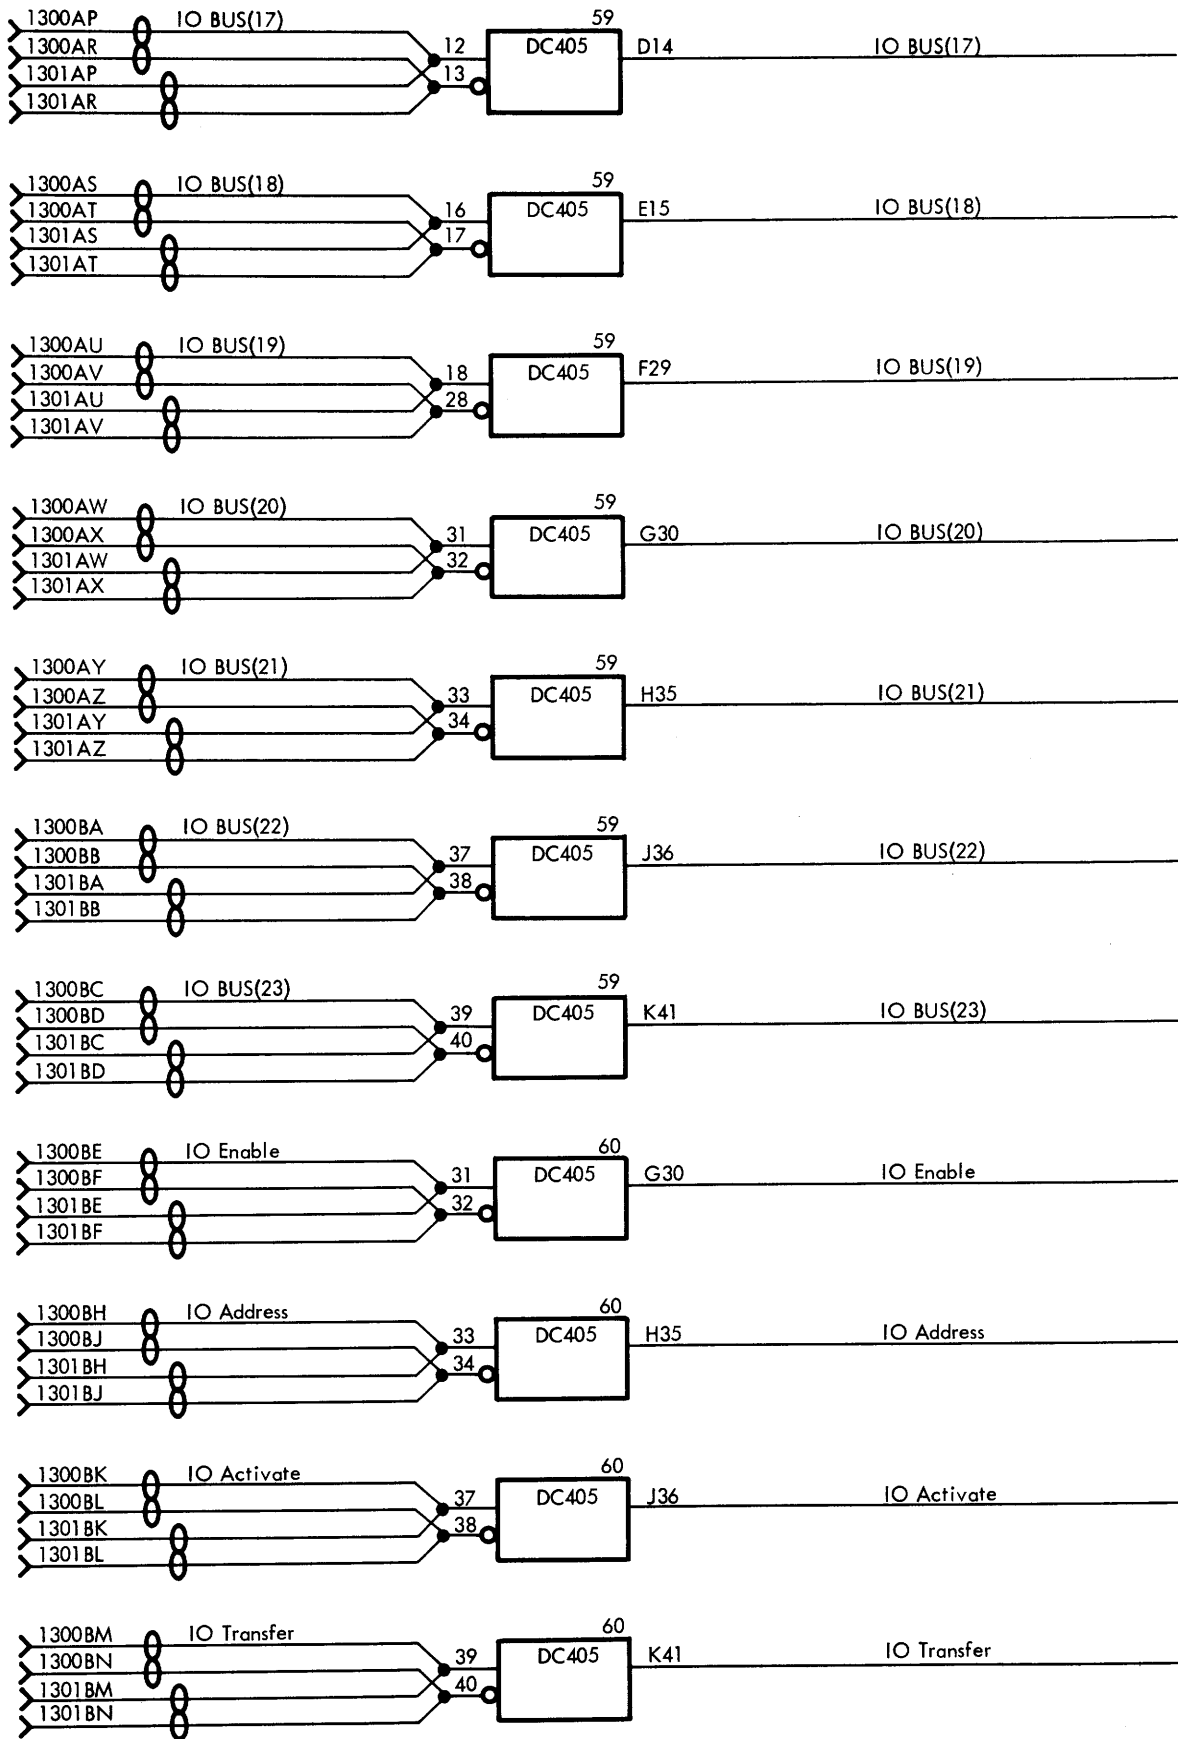 1300AP IO BUS(17) 59
1300AR 12 DC405 D14 IO BUS(17)
1301AP 13
1301AR
1300AS IO BUS(18) 59
1300AT 16 DC405 E15 IO BUS(18)
1301AS 17
1301AT
1300AU IO BUS(19) 59
1300AV 18 DC405 F29 IO BUS(19)
1301AU 28
1301AV
1300AW IO BUS(20) 59
1300AX 31 DC405 G30 IO BUS(20)
1301AW 32
1301AX
1300AY IO BUS(21) 59
1300AZ 33 DC405 H35 IO BUS(21)
1301AY 34
1301AZ
1300BA IO BUS(22) 59
1300BB 37 DC405 J36 IO BUS(22)
1301BA 38
1301BB
1300BC IO BUS(23) 59
1300BD 39 DC405 K41 IO BUS(23)
1301BC 40
1301BD
1300BE IO Enable 60
1300BF 31 DC405 G30 IO Enable
1301BE 32
1301BF
1300BH IO Address 60
1300BJ 33 DC405 H35 IO Address
1301BH 34
1301BJ
1300BK IO Activate 60
1300BL 37 DC405 J36 IO Activate
1301BK 38
1301BL
1300BM IO Transfer 60
1300BN 39 DC405 K41 IO Transfer
1301BM 40
1301BN